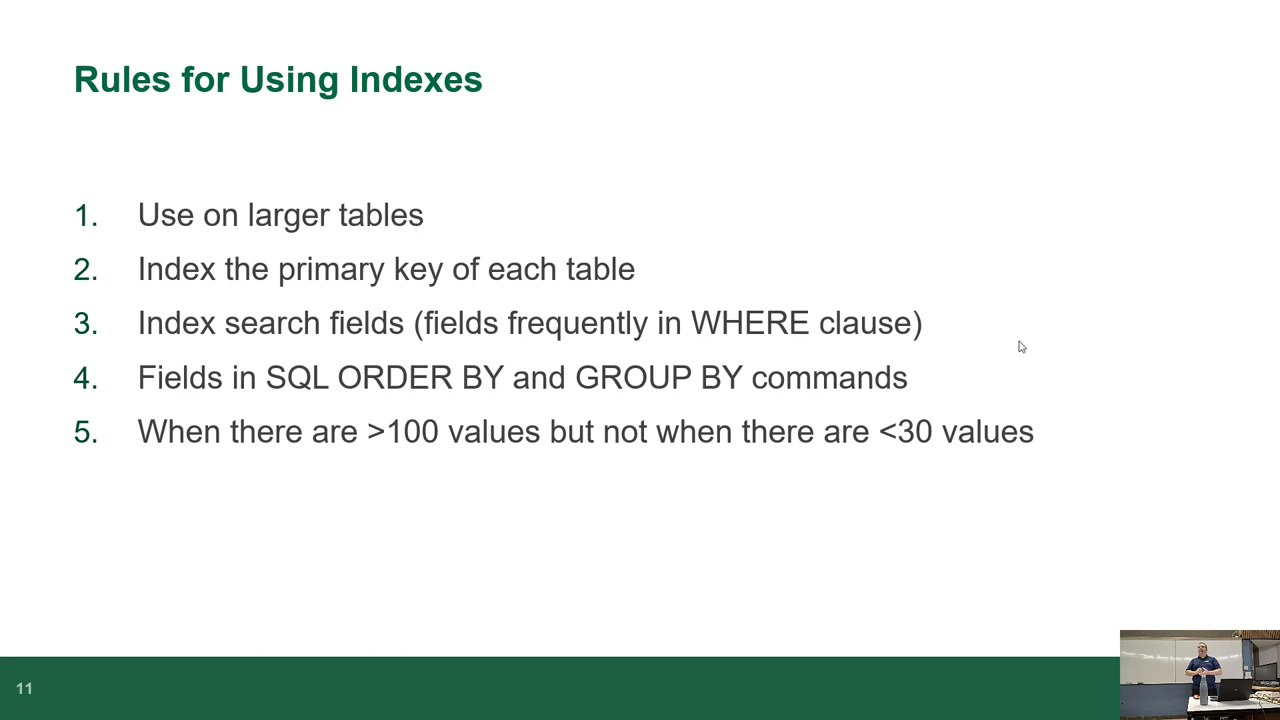 Rules for Using Indexes
1. Use on larger tables
2. Index the primary key of each table
3. Index search fields (fields frequently in WHERE clause)
4. Fields in SQL ORDER BY and GROUP BY commands
5. When there are >100 values but not when there are <30 values
11